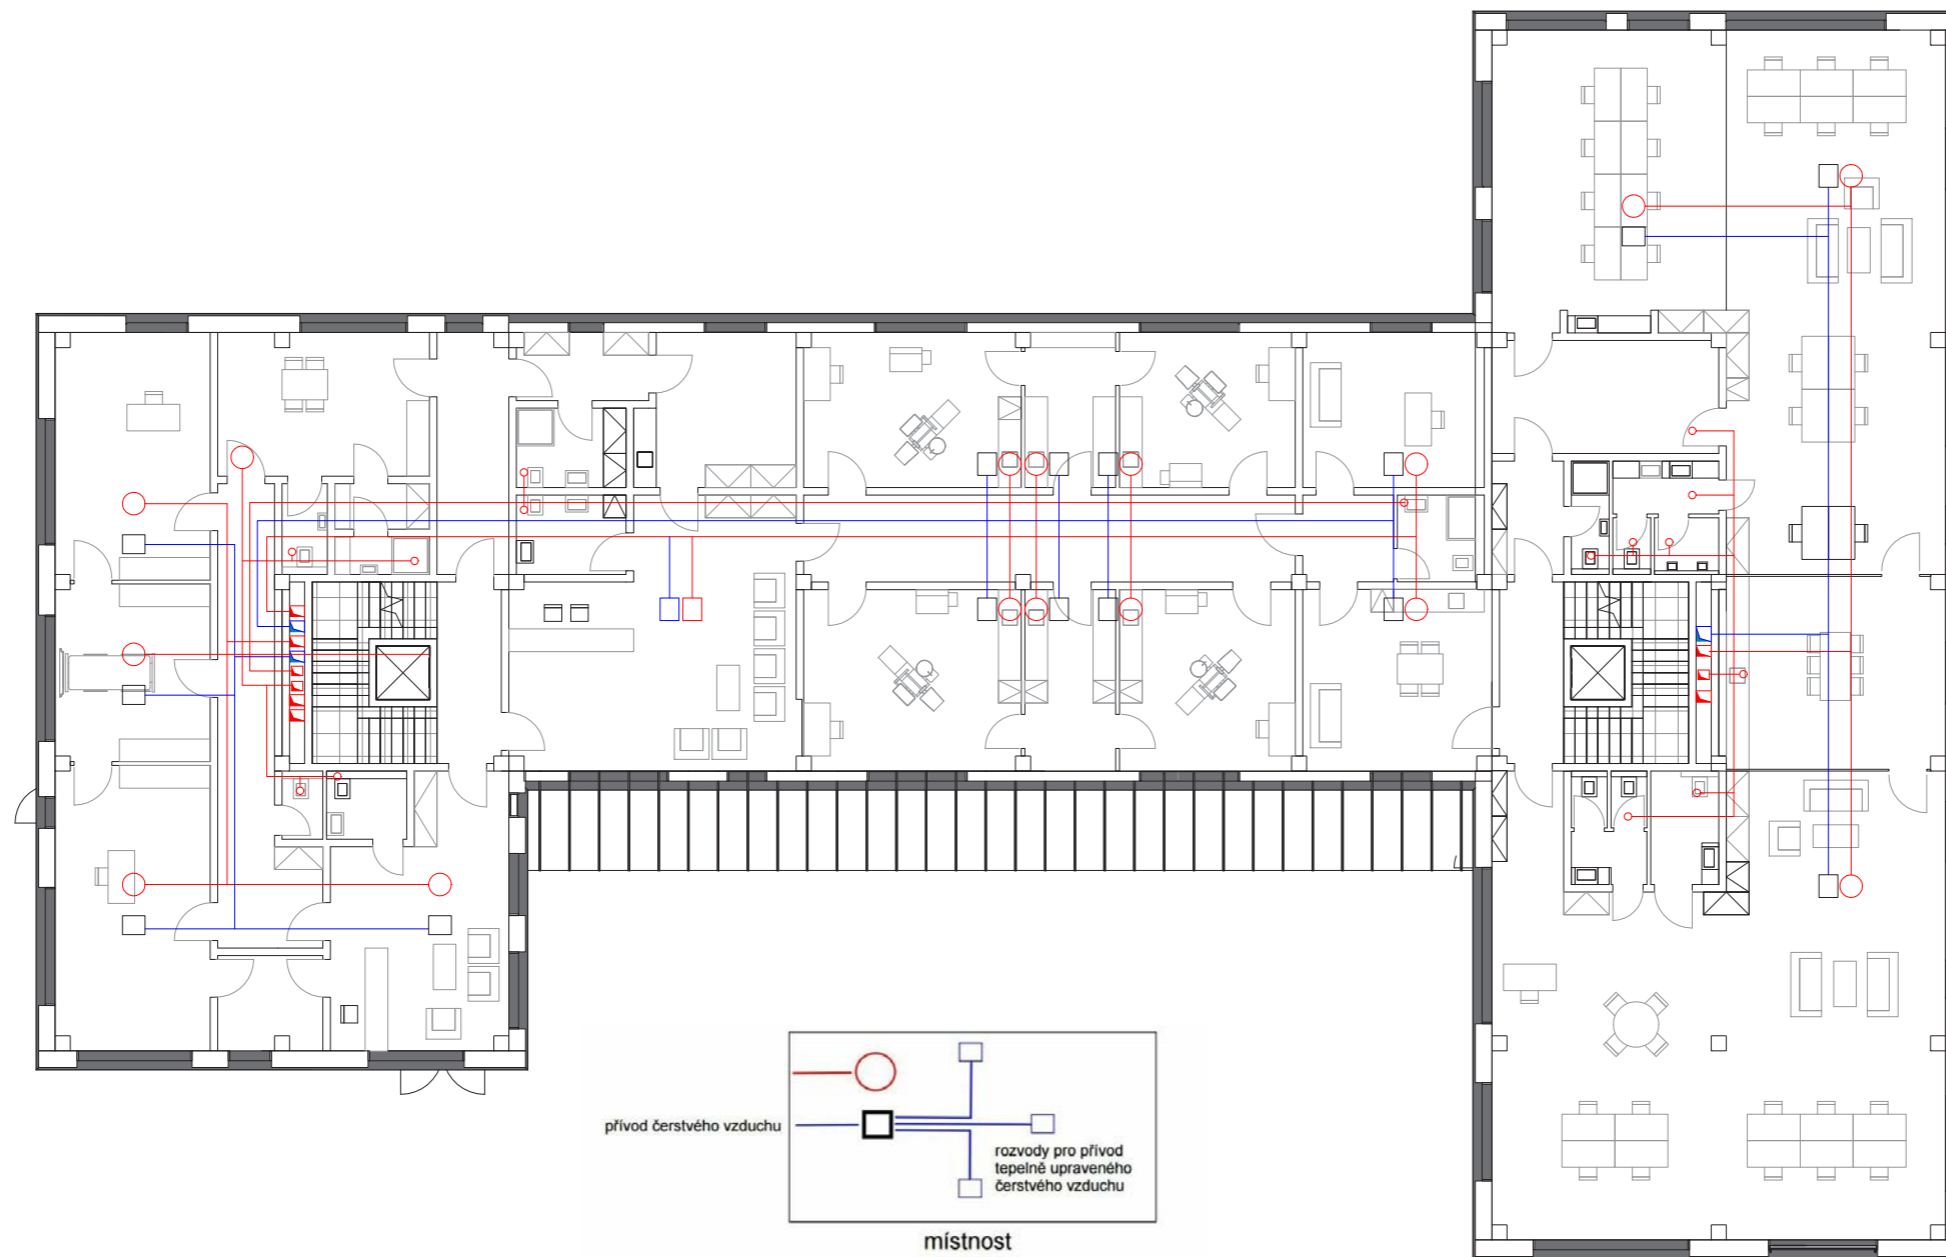 přívod čerstvého vzduchu
rozvody pro přívod
tepelně upraveného
čerstvého vzduchu
místnost